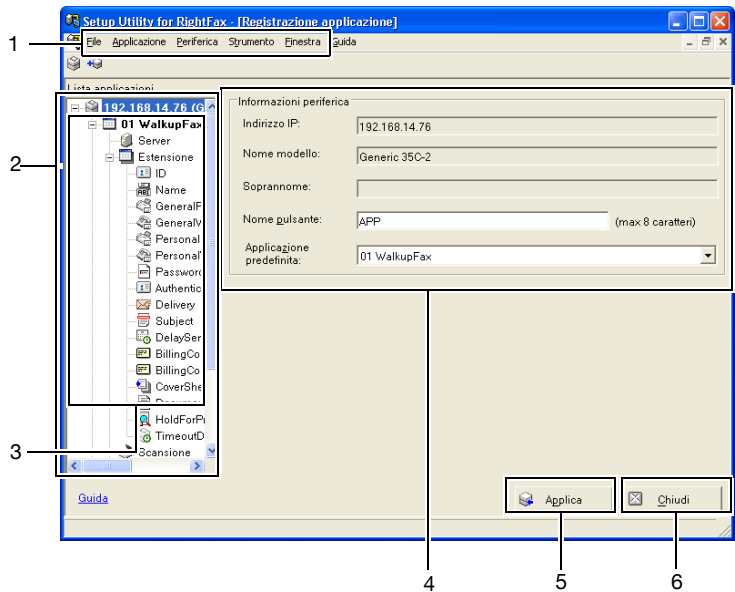 Setup Utility for RightFax - [Registrazione applicazione]
1
File Applicazione Periferica Strumento Finestra Guida
Lista applicazioni
192.168.14.76 (G
01 WalkupFax
Server
Estensione
ID
Name
GeneralF
GeneralV
Personal
Personal
Password
Authentic
Delivery
Subject
DelaySer
BillingCo
BillingCo
CoverShe
Docume
HoldForPr
TimeoutD
Scansione
2
3
Informazioni periferica
Indirizzo IP: 192.168.14.76
Nome modello: Generic 35C-2
Soprannome:
Nome pulsante: APP (max 8 caratteri)
Applicazione
predefinita: 01 WalkupFax
Guida
Applica
Chiudi
4
5
6